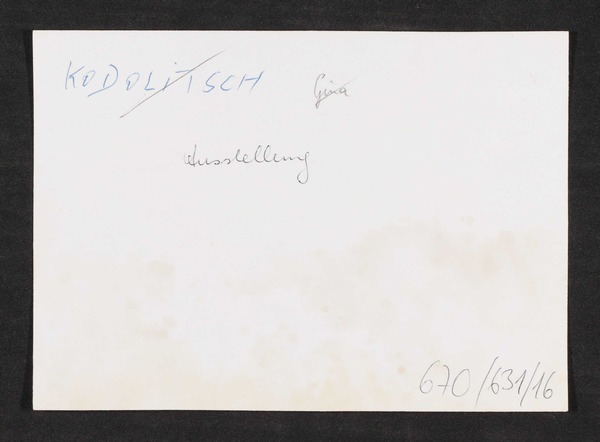 KODOLITSCH Gina
Ausstellung
670/631/16